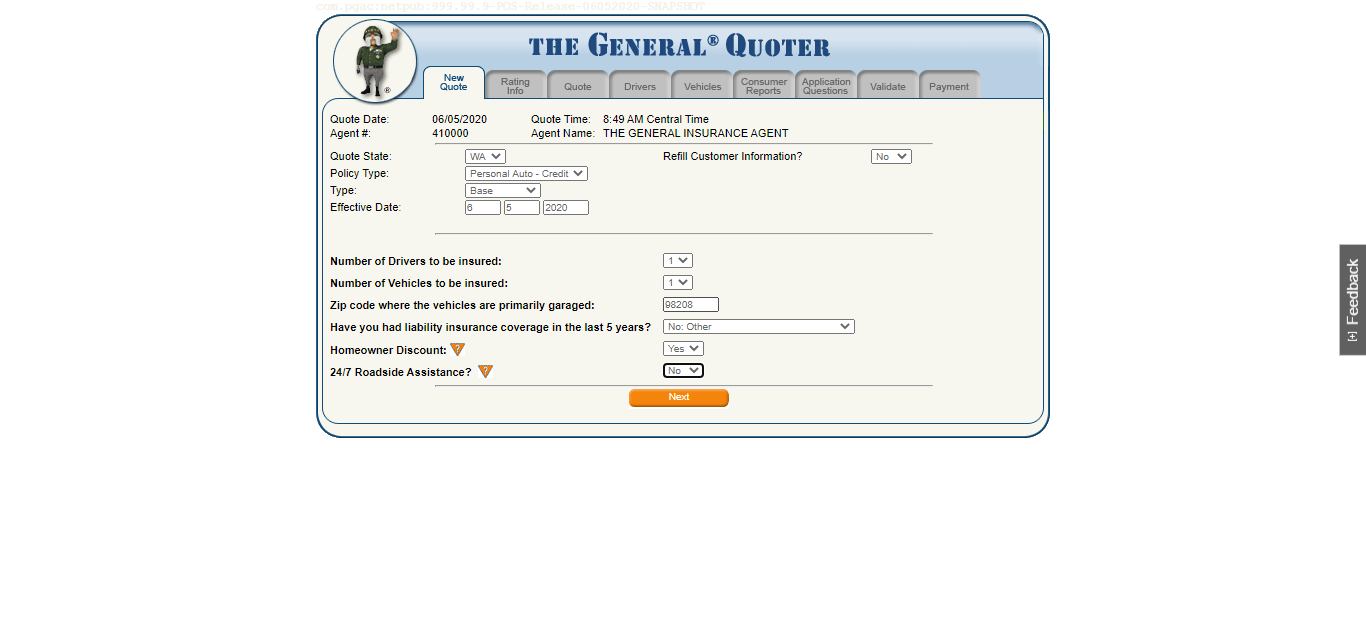 com.pgac:netpub:999.99.9-POS-Release-06052020-SNAPSHOT
THE GENERAL® QUOTER
New Quote
Rating Info
Quote
Drivers
Vehicles
Consumer Reports
Application Questions
Validate
Payment
®
Quote Date: 06/05/2020 Quote Time: 8:49 AM Central Time
Agent #: 410000 Agent Name: THE GENERAL INSURANCE AGENT
Quote State: WA Refill Customer Information? No
Policy Type: Personal Auto - Credit
Type: Base
Effective Date: 6 5 2020
Number of Drivers to be insured: 1
Number of Vehicles to be insured: 1
Zip code where the vehicles are primarily garaged: 98208
Have you had liability insurance coverage in the last 5 years? No: Other
Homeowner Discount: ? Yes
24/7 Roadside Assistance? ? No
Next
[+] Feedback